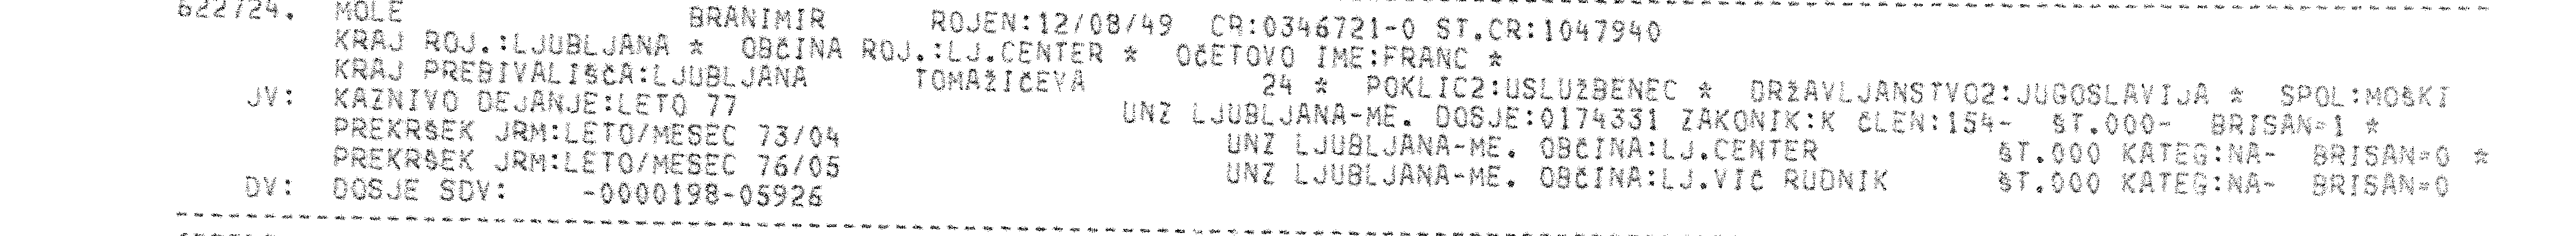 622724. MOLE BRANIMIR ROJEN:12/08/49 CR:0346721-0 ST.CR:1047940
KRAJ ROJ.:LJUBLJANA * OBČINA ROJ.:LJ.CENTER * OČETOVO IME:FRANC *
KRAJ PREBIVALIŠČA:LJUBLJANA TOMAŽIČEVA 24 * POKLIC2:USLUŽBENEC * DRŽAVLJANSTVO2:JUGOSLAVIJA * SPOL:MOŠKI
JV: KAZNIVO DEJANJE:LETO 77 UNZ LJUBLJANA-ME. DOSJE:0174331 ZAKONIK:K ČLEN:154- ŠT.000- BRISAN=1 *
PREKRŠEK JRM:LETO/MESEC 73/04 UNZ LJUBLJANA-ME. OBČINA:LJ.CENTER ŠT.000 KATEG:NA- BRISAN=0 *
PREKRŠEK JRM:LETO/MESEC 76/05 UNZ LJUBLJANA-ME. OBČINA:LJ.VIČ RUDNIK ŠT.000 KATEG:NA- BRISAN=0
DV: DOSJE SDV: -0000198-05926